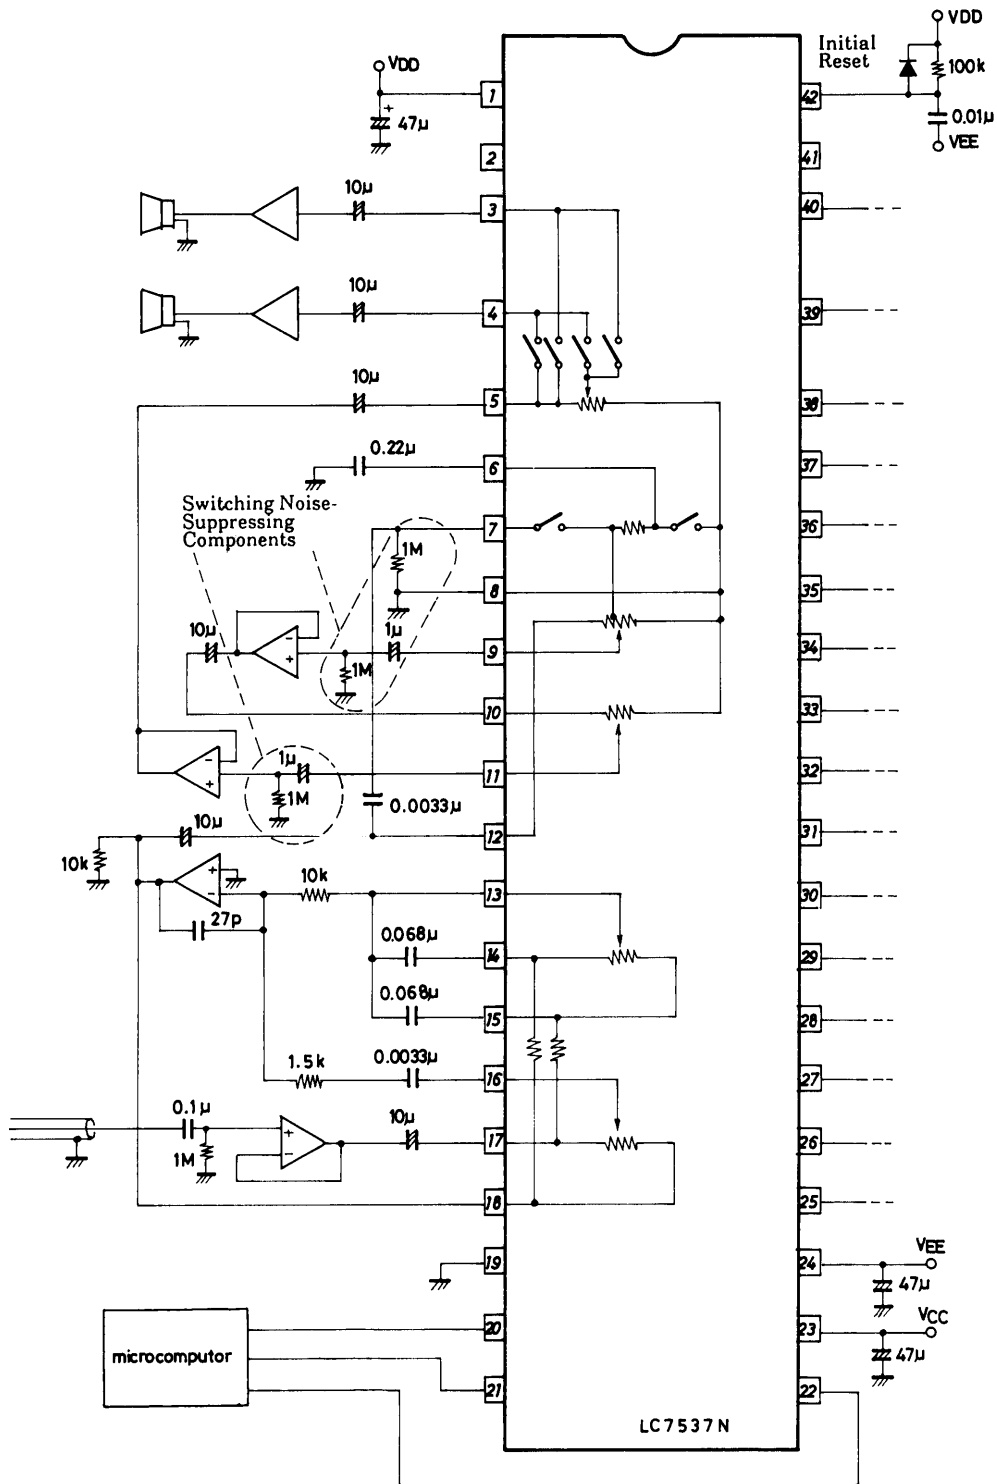 VDD
Initial
Reset
100k
0.01μ
VEE
VDD
47μ
1
42
2
41
10μ
3
40
10μ
4
39
10μ
5
38
0.22μ
6
37
Switching Noise-
Suppressing
Components
7
36
1M
8
35
10μ
1μ
9
34
- +
1M
10
33
1μ
11
32
- +
1M
0.0033μ
10μ
12
31
10k
+ -
10k
13
30
27p
0.068μ
14
29
0.068μ
15
28
1.5k
0.0033μ
16
27
0.1μ
10μ
17
26
+ -
1M
18
25
19
24
VEE
47μ
20
23
VCC
47μ
microcomputor
21
22
LC7537N